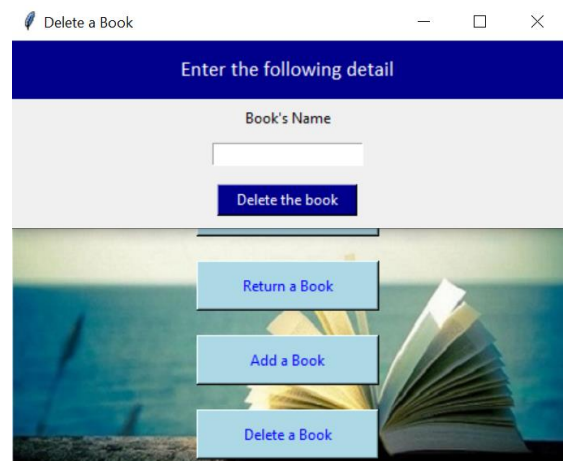 Delete a Book
Enter the following detail
Book's Name
Delete the book
Return a Book
Add a Book
Delete a Book